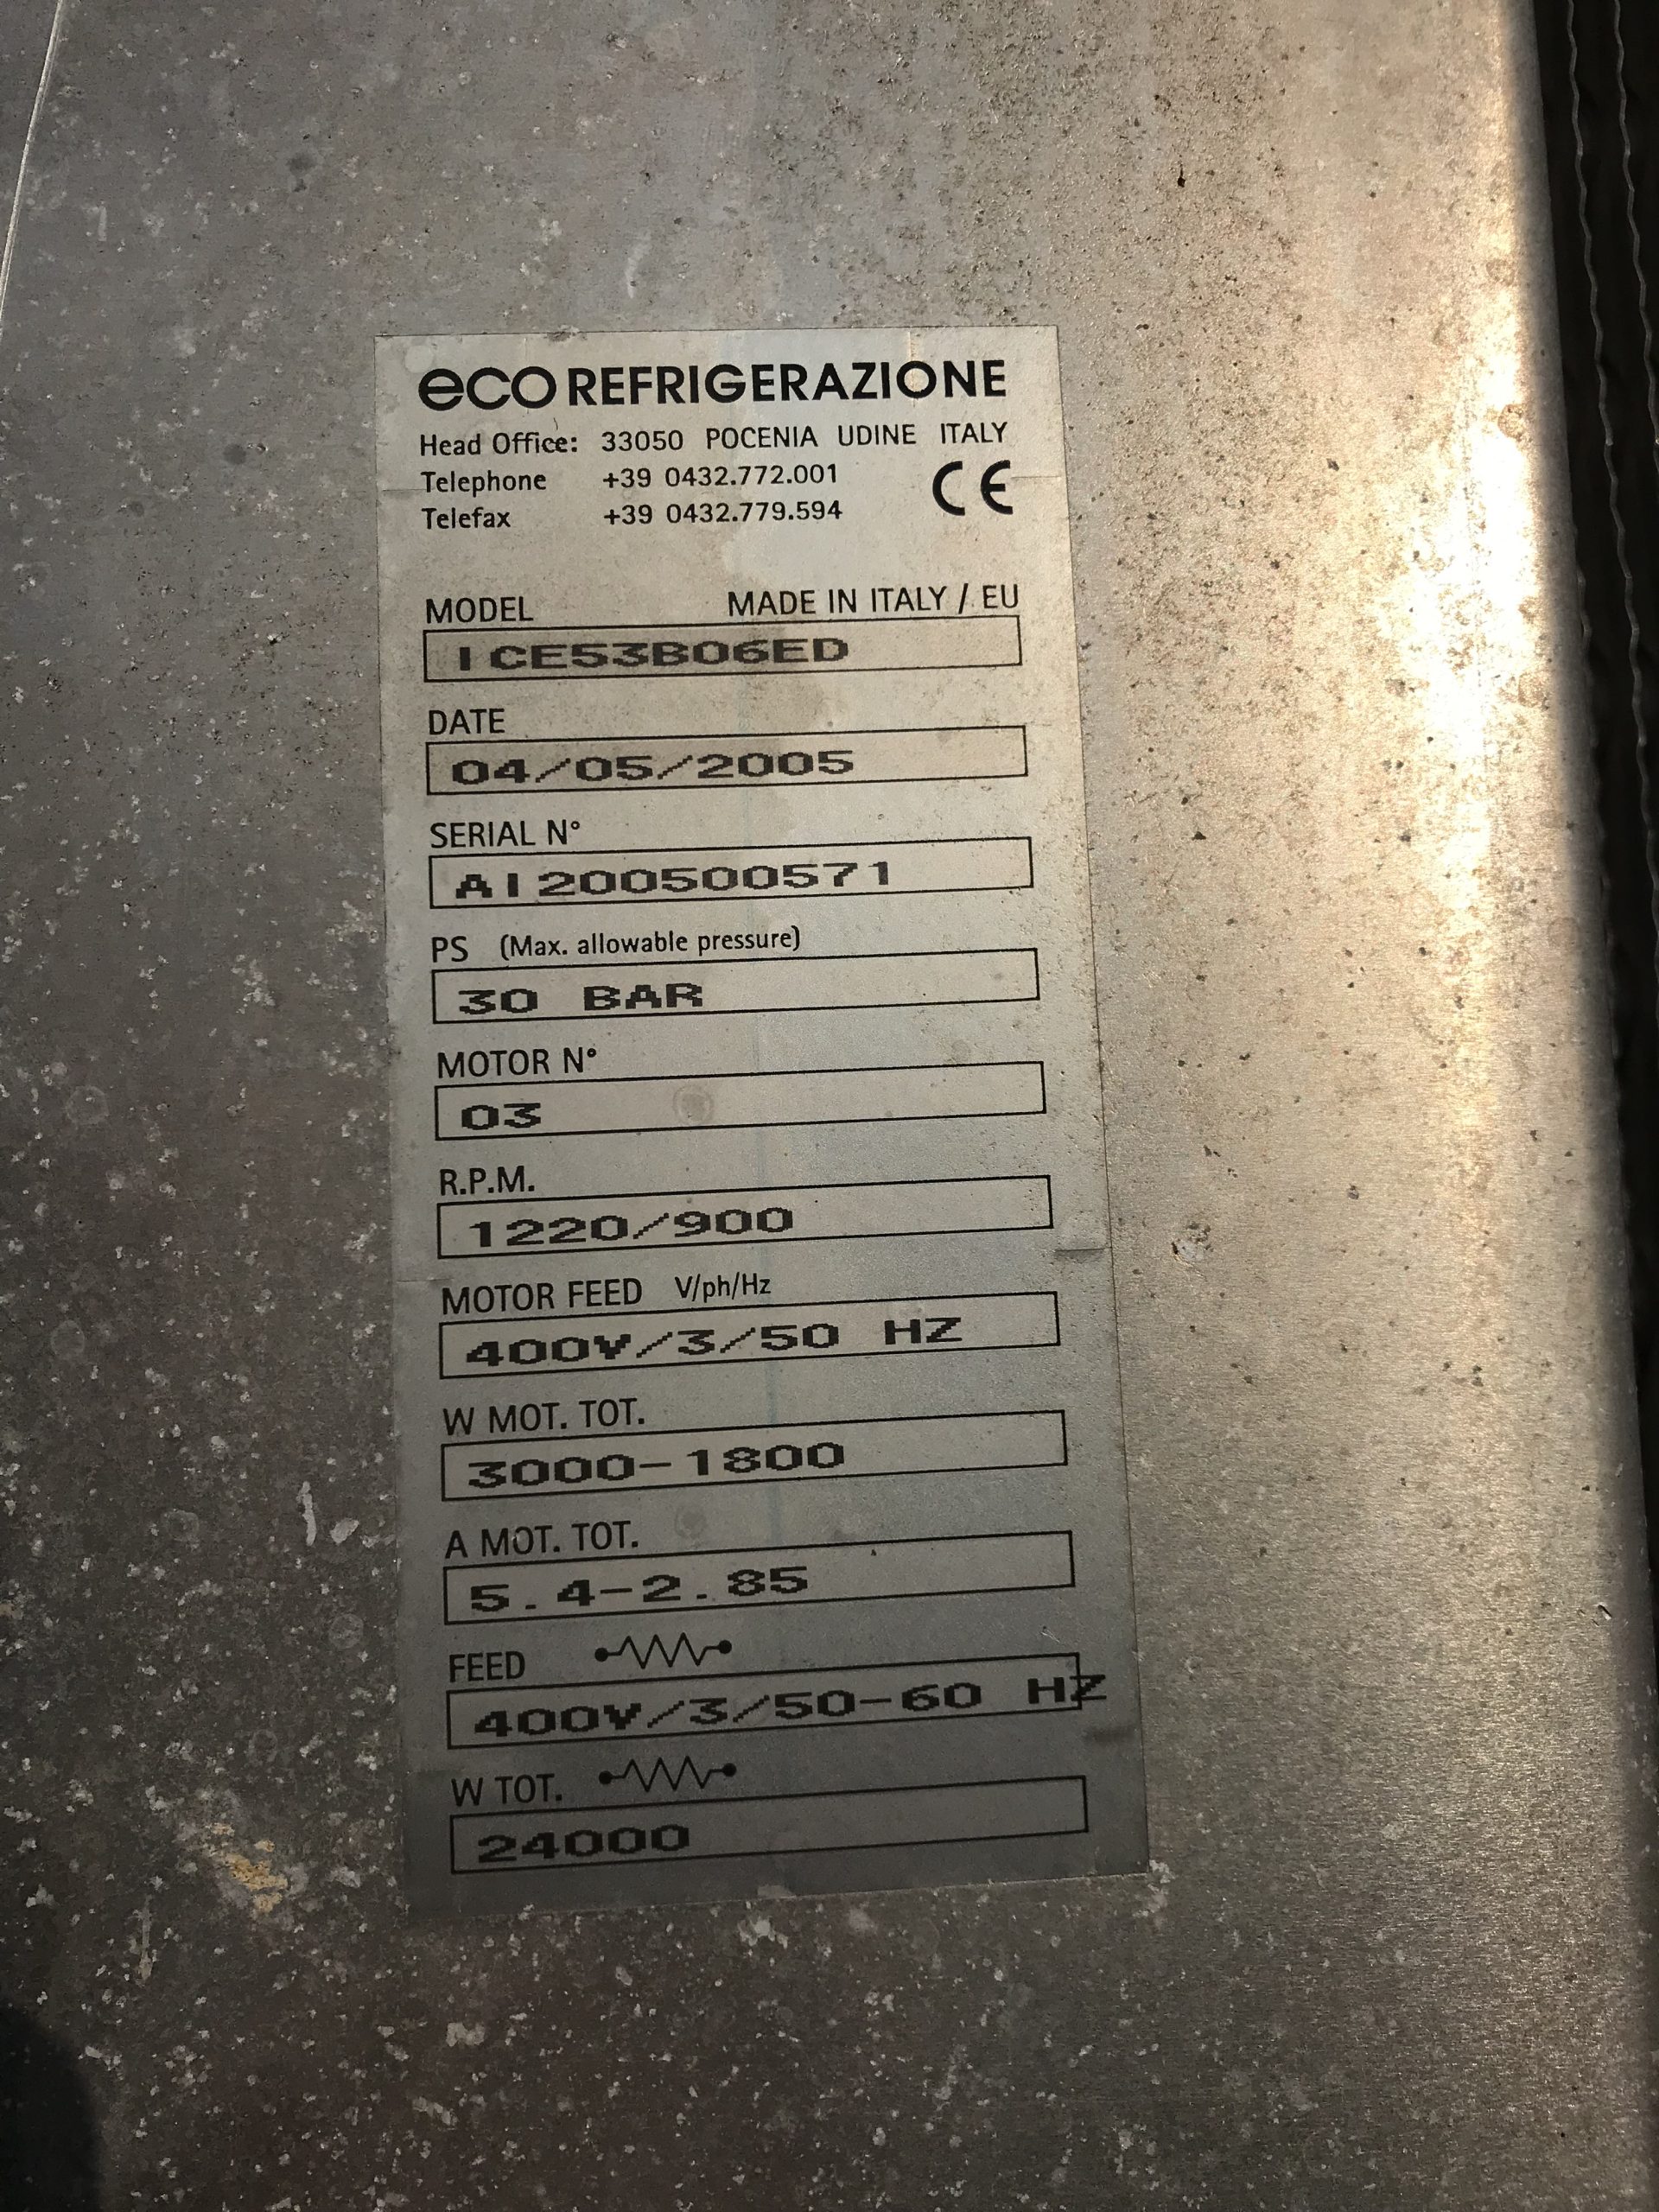 eco REFRIGERAZIONE
Head Office: 33050 POCENIA UDINE ITALY
Telephone +39 0432.772.001
Telefax +39 0432.779.594
CE
MODEL MADE IN ITALY / EU
ICE53B06ED
DATE
04/05/2005
SERIAL N°
AI200500571
PS (Max. allowable pressure)
30 BAR
MOTOR N°
03
R.P.M.
1220/900
MOTOR FEED V/ph/Hz
400V/3/50 HZ
W MOT. TOT.
3000-1800
A MOT. TOT.
5.4-2.85
FEED
400V/3/50-60 HZ
W TOT.
24000